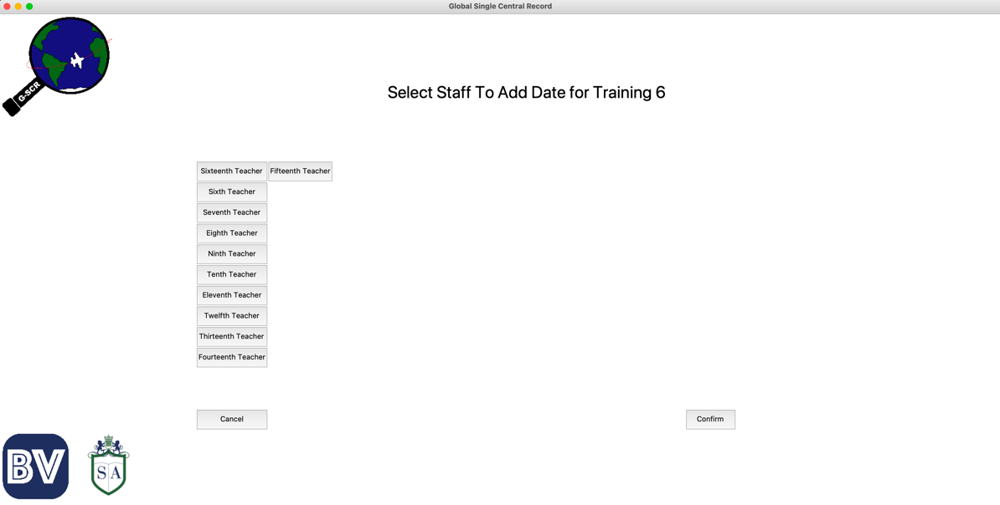 Global Single Central Record
G-SCR
Select Staff To Add Date for Training 6
Sixteenth Teacher Fifteenth Teacher
Sixth Teacher
Seventh Teacher
Eighth Teacher
Ninth Teacher
Tenth Teacher
Eleventh Teacher
Twelfth Teacher
Thirteenth Teacher
Fourteenth Teacher
Cancel Confirm
BV
SA